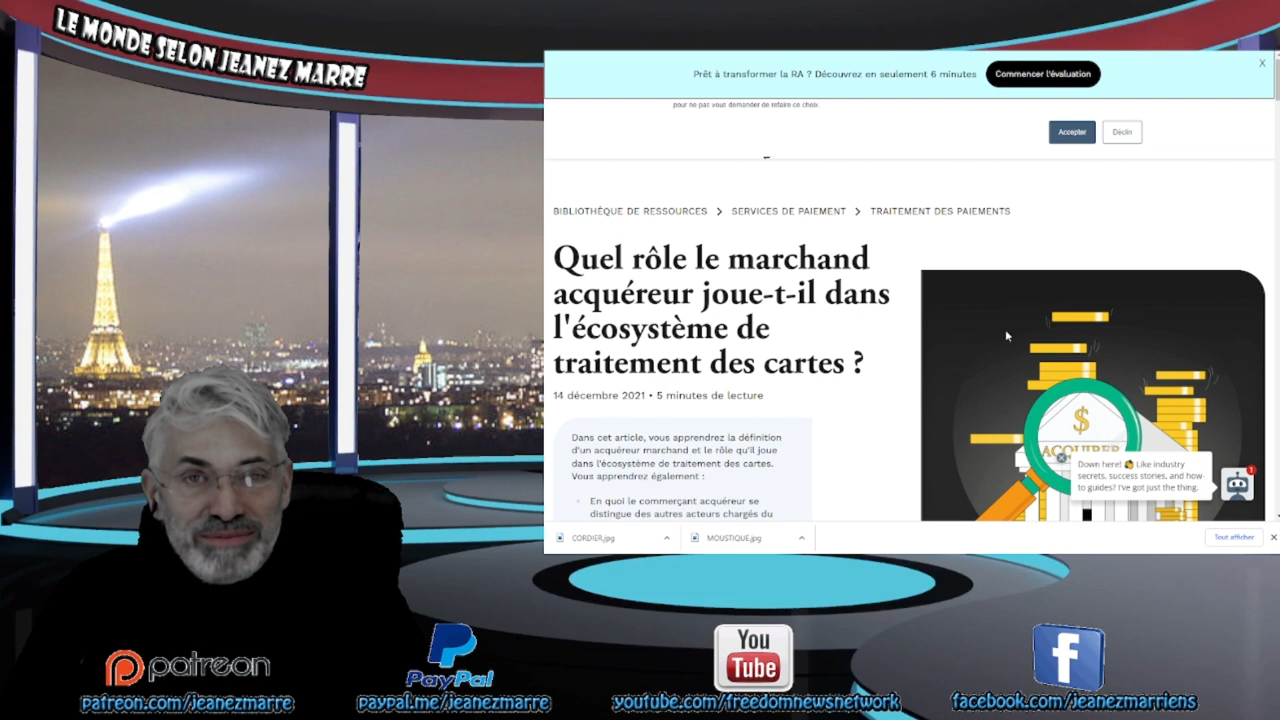 LE MONDE SELON JEANEZ MARRE
Prêt à transformer la RA ? Découvrez en seulement 6 minutes
Commencer l'évaluation
X
pour ne pas vous demander de refaire ce choix
Accepter
Déclin
BIBLIOTHÈQUE DE RESSOURCES > SERVICES DE PAIEMENT > TRAITEMENT DES PAIEMENTS
Quel rôle le marchand
acquéreur joue-t-il dans
l'écosystème de
traitement des cartes ?
14 décembre 2021 • 5 minutes de lecture
Dans cet article, vous apprendrez la définition
d'un acquéreur marchand et le rôle qu'il joue
dans l'écosystème de traitement des cartes.
Vous apprendrez également :
En quoi le commerçant acquéreur se
distingue des autres acteurs chargés du
$
ACQUIRER
Down here! Like industry
secrets, success stories, and how
to guides? I've got just the thing.
1
CORDIER.jpg
MOUSTIQUE.jpg
Tout afficher
patreon
PayPal
You
Tube
f
patreon.com/jeanezmarre
paypal.me/jeanezmarre
youtube.com/freedomnewsnetwork
facebook.com/jeanezmarriens